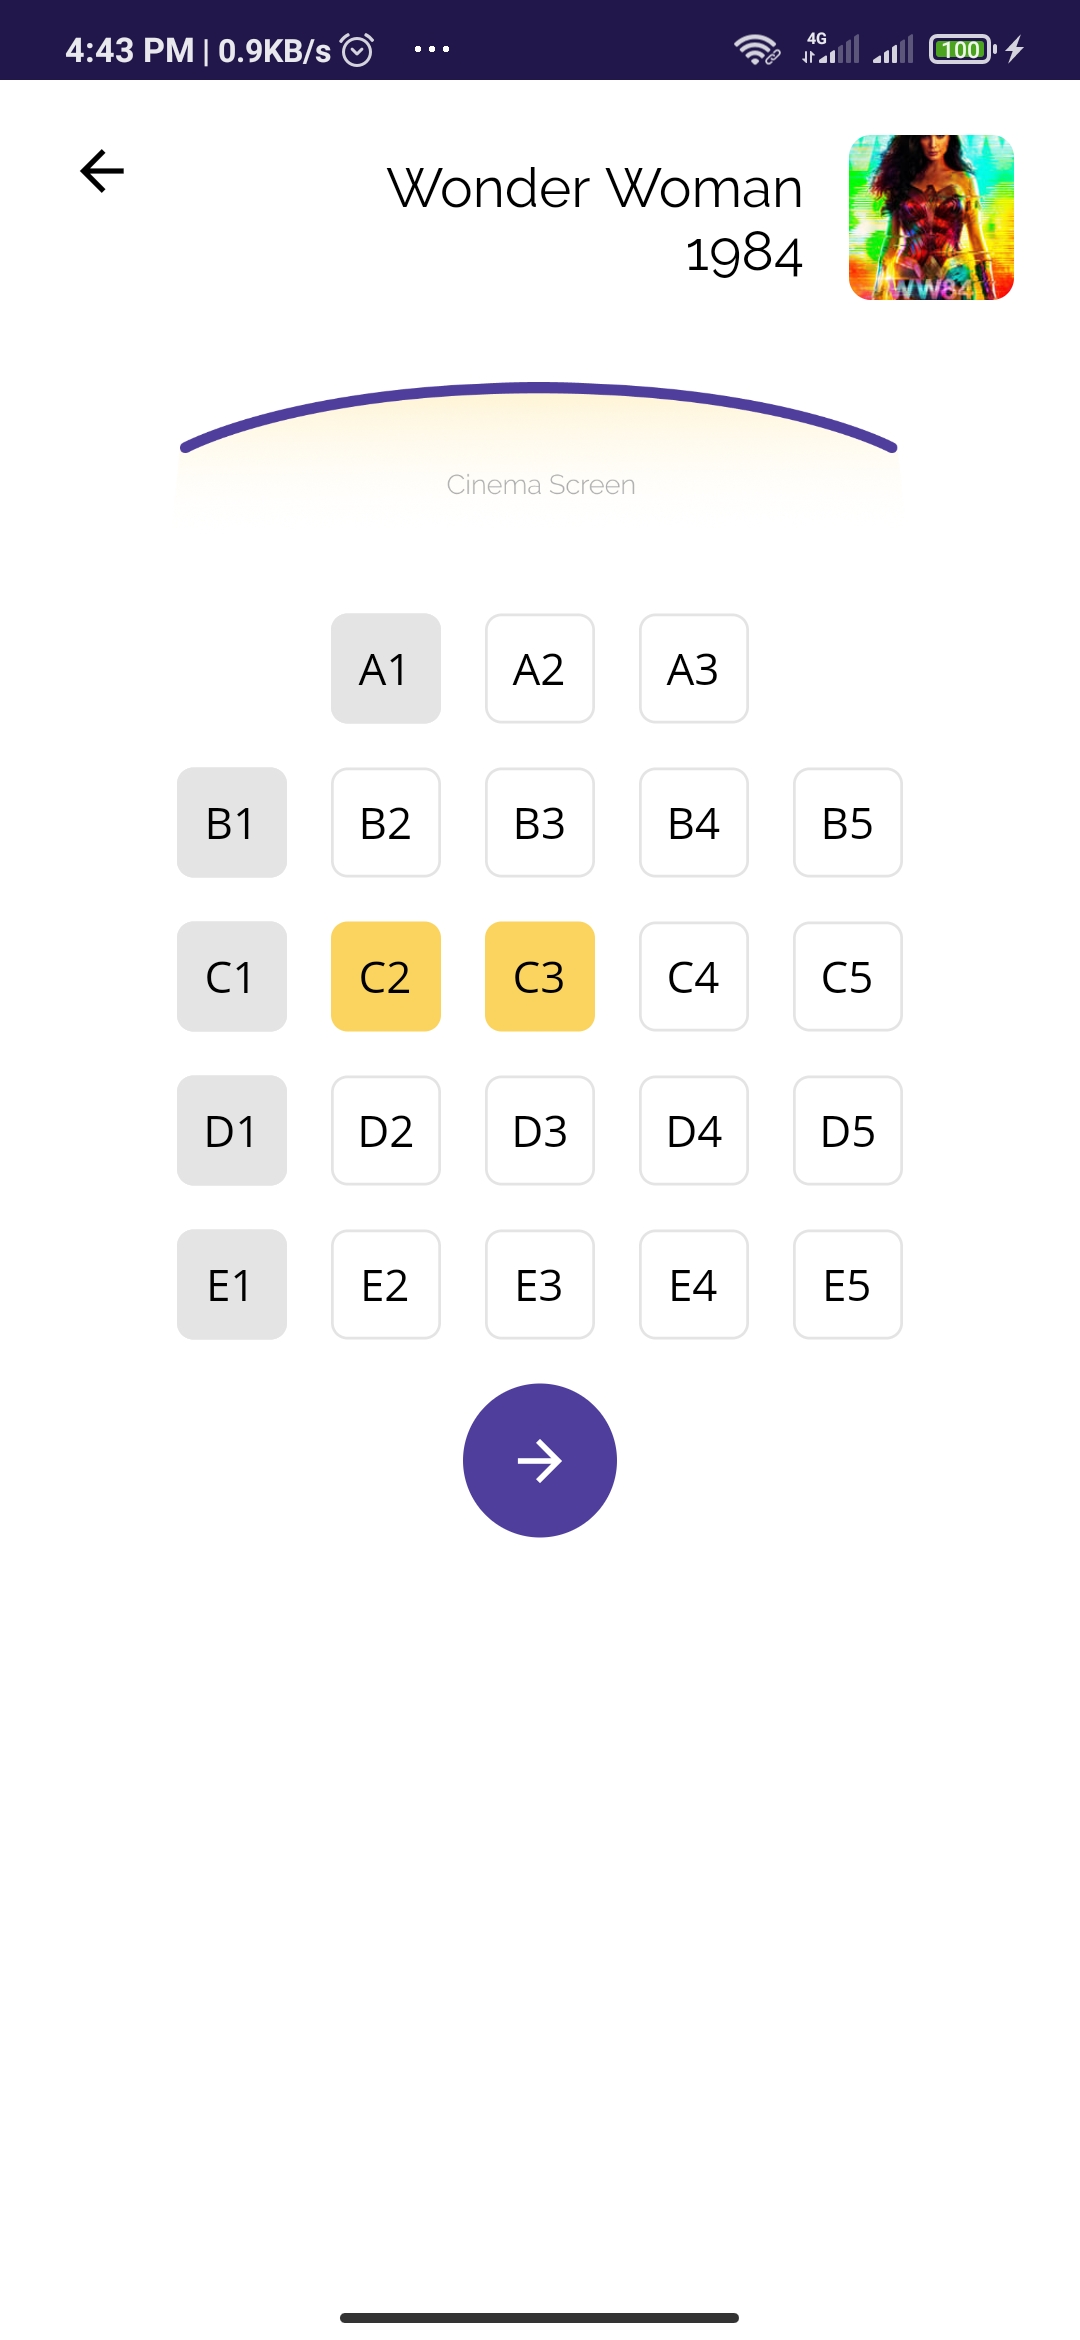 4:43 PM | 0.9KB/s ...
4G
100
Wonder Woman
1984
WW84
Cinema Screen
A1 A2 A3
B1 B2 B3 B4 B5
C1 C2 C3 C4 C5
D1 D2 D3 D4 D5
E1 E2 E3 E4 E5